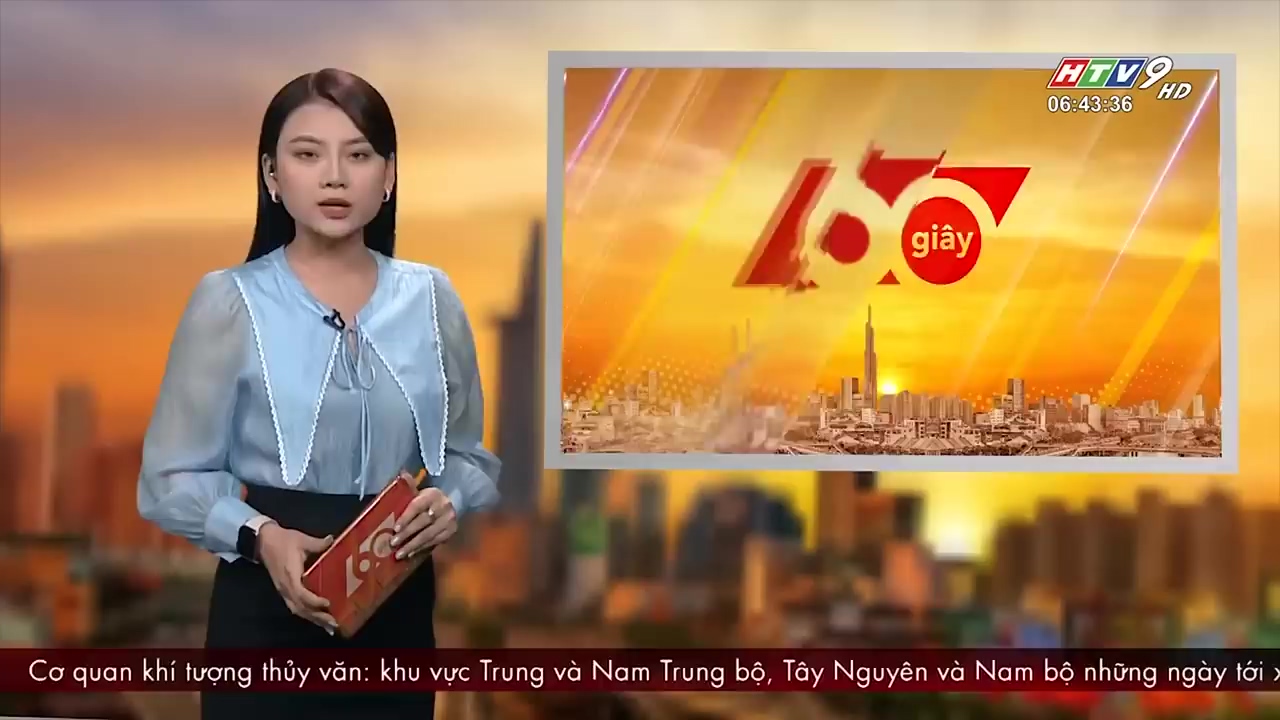 HTV9 HD
06:43:36
60 giây
60
Cơ quan khí tượng thủy văn: khu vực Trung và Nam Trung bộ, Tây Nguyên và Nam bộ những ngày tới x